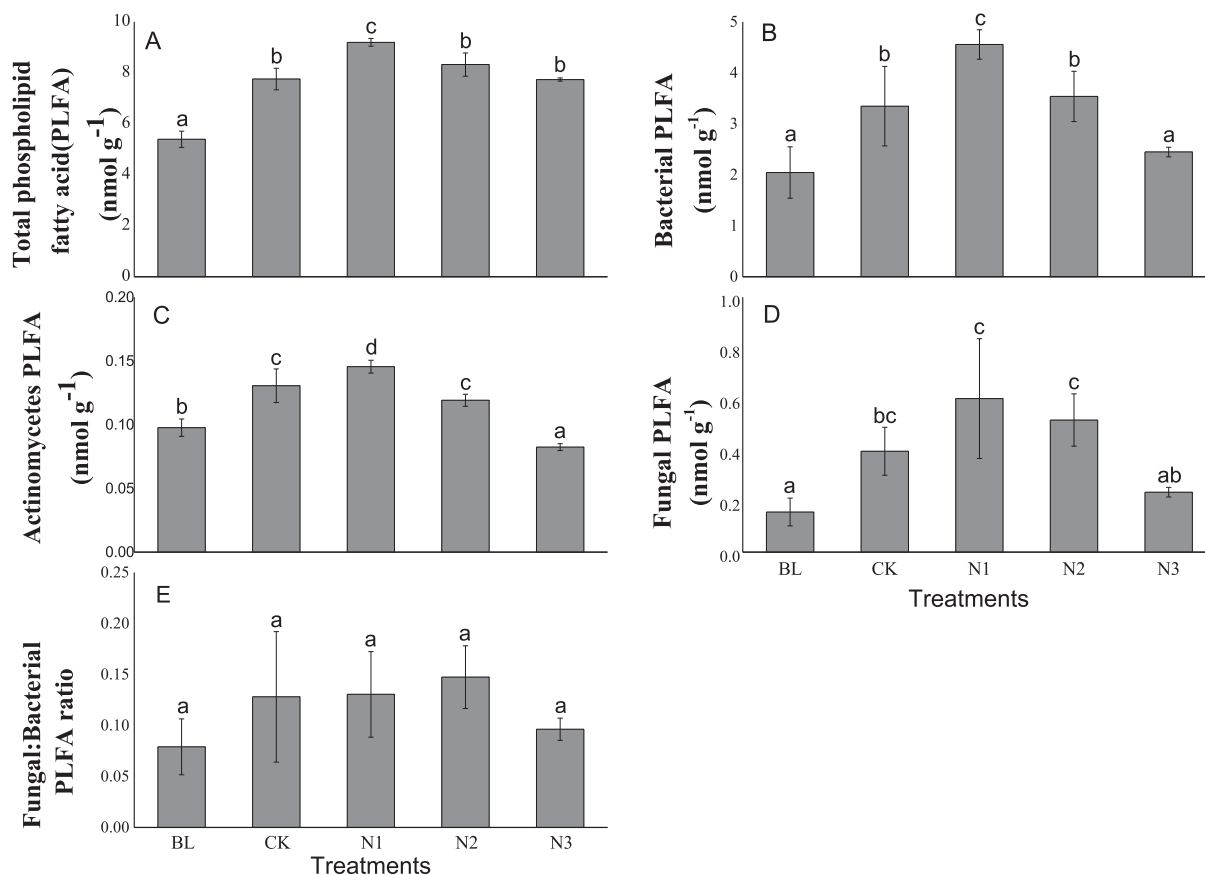 A
Total phospholipid
fatty acid(PLFA)
(nmol g-1)
10
8
6
4
2
0
a
b
c
b
b
B
Bacterial PLFA
(nmol g-1)
5
4
3
2
1
0
a
b
c
b
a
C
Actinomycetes PLFA
(nmol g-1)
0.20
0.15
0.10
0.05
0.00
b
c
d
c
a
D
Fungal PLFA
(nmol g-1)
1.0
0.8
0.6
0.4
0.2
0.0
a
bc
c
c
ab
BL CK N1 N2 N3
Treatments
E
Fungal:Bacterial
PLFA ratio
0.25
0.20
0.15
0.10
0.05
0.00
a
a
a
a
a
BL CK N1 N2 N3
Treatments